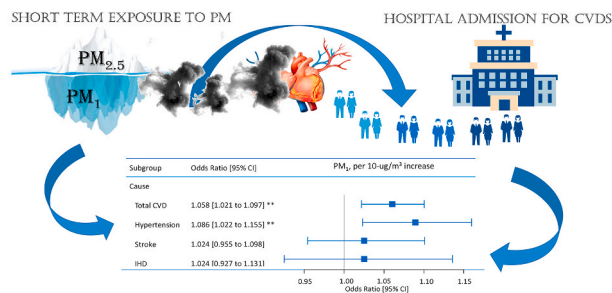 SHORT TERM EXPOSURE TO PM
HOSPITAL ADMISSION FOR CVDS
PM2.5
PM1
Subgroup Odds Ratio [95% CI] PM1, per 10-ug/m³ increase
Cause
Total CVD 1.058 [1.021 to 1.097] **
Hypertension 1.086 [1.022 to 1.155] **
Stroke 1.024 [0.955 to 1.098]
IHD 1.024 [0.927 to 1.131]
0.95 1.00 1.05 1.10 1.15
Odds Ratio [95% CI]